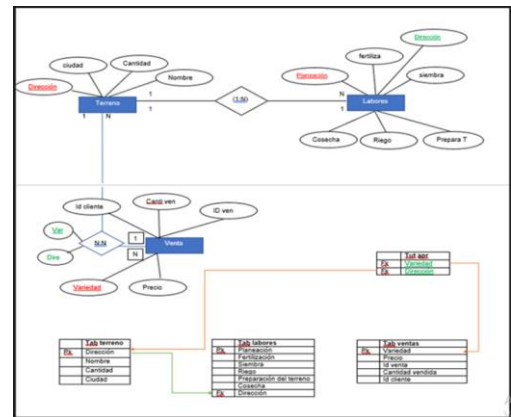 ciudad
Cantidad
Nombre
Dirección
Terreno
1
1
1
N
(1:N)
N
1
fertiliza
Dirección
Planeación
siembra
Labores
Cosecha
Riego
Prepara T
Id cliente
Canti ven
ID ven
Var
Dire
N:N
1
N
Venta
Variedad
Precio
Fk Variedad
Fk Dirección
Tab terreno
Pk Dirección
Nombre
Cantidad
Ciudad
Tab labores
Pk Planeación
Fertilización
Siembra
Riego
Preparación del terreno
Cosecha
Fk Dirección
Tab ventas
Pk Variedad
Precio
Id venta
Cantidad vendida
Id cliente